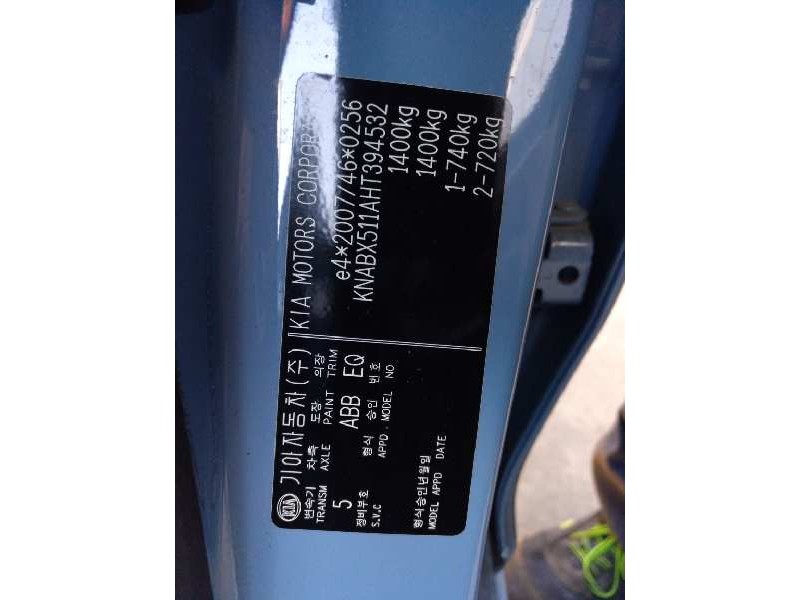 KIA 기아자동차(주) KIA MOTORS CORPORA
변속기 차축 도장 의장
TRANSM AXLE PAINT TRIM
e4*2007/46*0256
5 ABB EQ
KNABX511AHT394532
정비부호 형식 승인 번호
S.V.C APPD. MODEL NO
1400kg
1400kg
형식승인년월일
MODEL APPD DATE
1-740kg
2-720kg